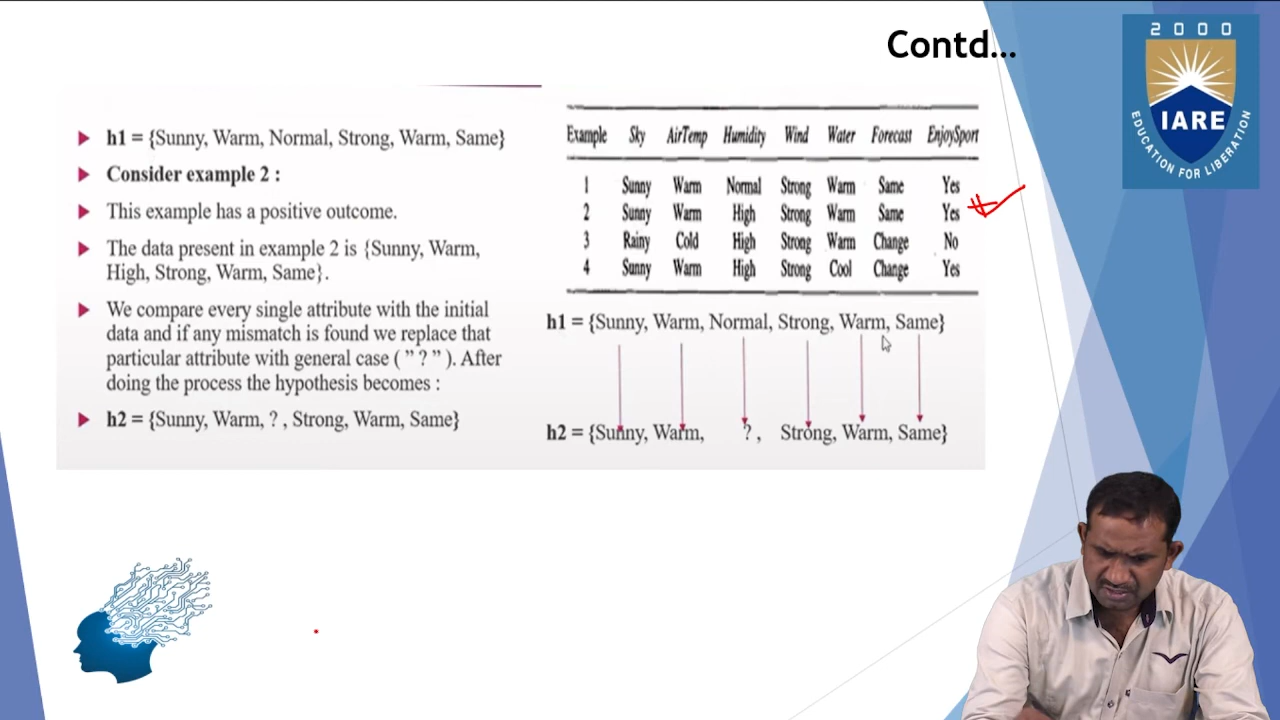 Contd...
2 0 0 0
IARE
EDUCATION FOR LIBERATION
h1 = {Sunny, Warm, Normal, Strong, Warm, Same}
Consider example 2 :
This example has a positive outcome.
The data present in example 2 is {Sunny, Warm,
High, Strong, Warm, Same}.
We compare every single attribute with the initial
data and if any mismatch is found we replace that
particular attribute with general case ( ” ? ” ). After
doing the process the hypothesis becomes :
h2 = {Sunny, Warm, ? , Strong, Warm, Same}
Example Sky AirTemp Humidity Wind Water Forecast EnjoySport
1 Sunny Warm Normal Strong Warm Same Yes
2 Sunny Warm High Strong Warm Same Yes
3 Rainy Cold High Strong Warm Change No
4 Sunny Warm High Strong Cool Change Yes
h1 = {Sunny, Warm, Normal, Strong, Warm, Same}
h2 = {Sunny, Warm, ? , Strong, Warm, Same}